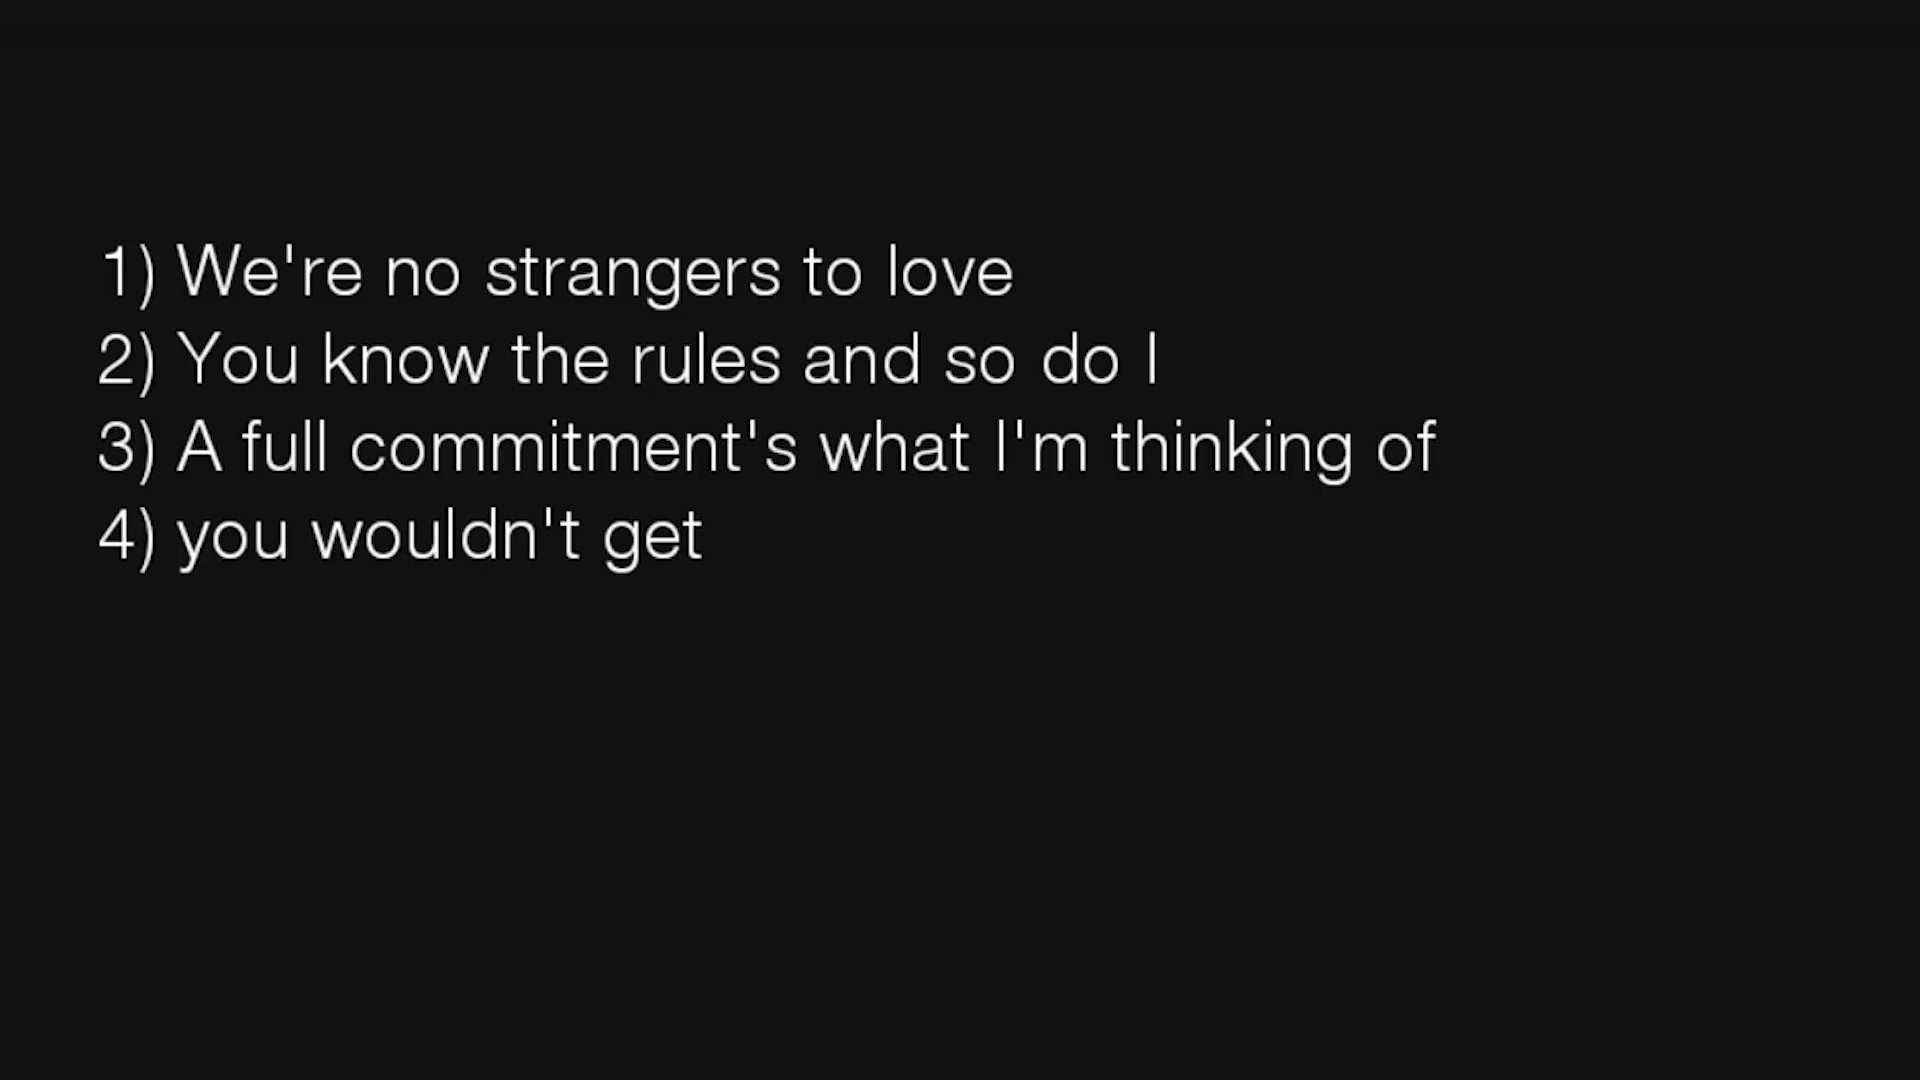 1) We're no strangers to love
2) You know the rules and so do I
3) A full commitment's what I'm thinking of
4) you wouldn't get